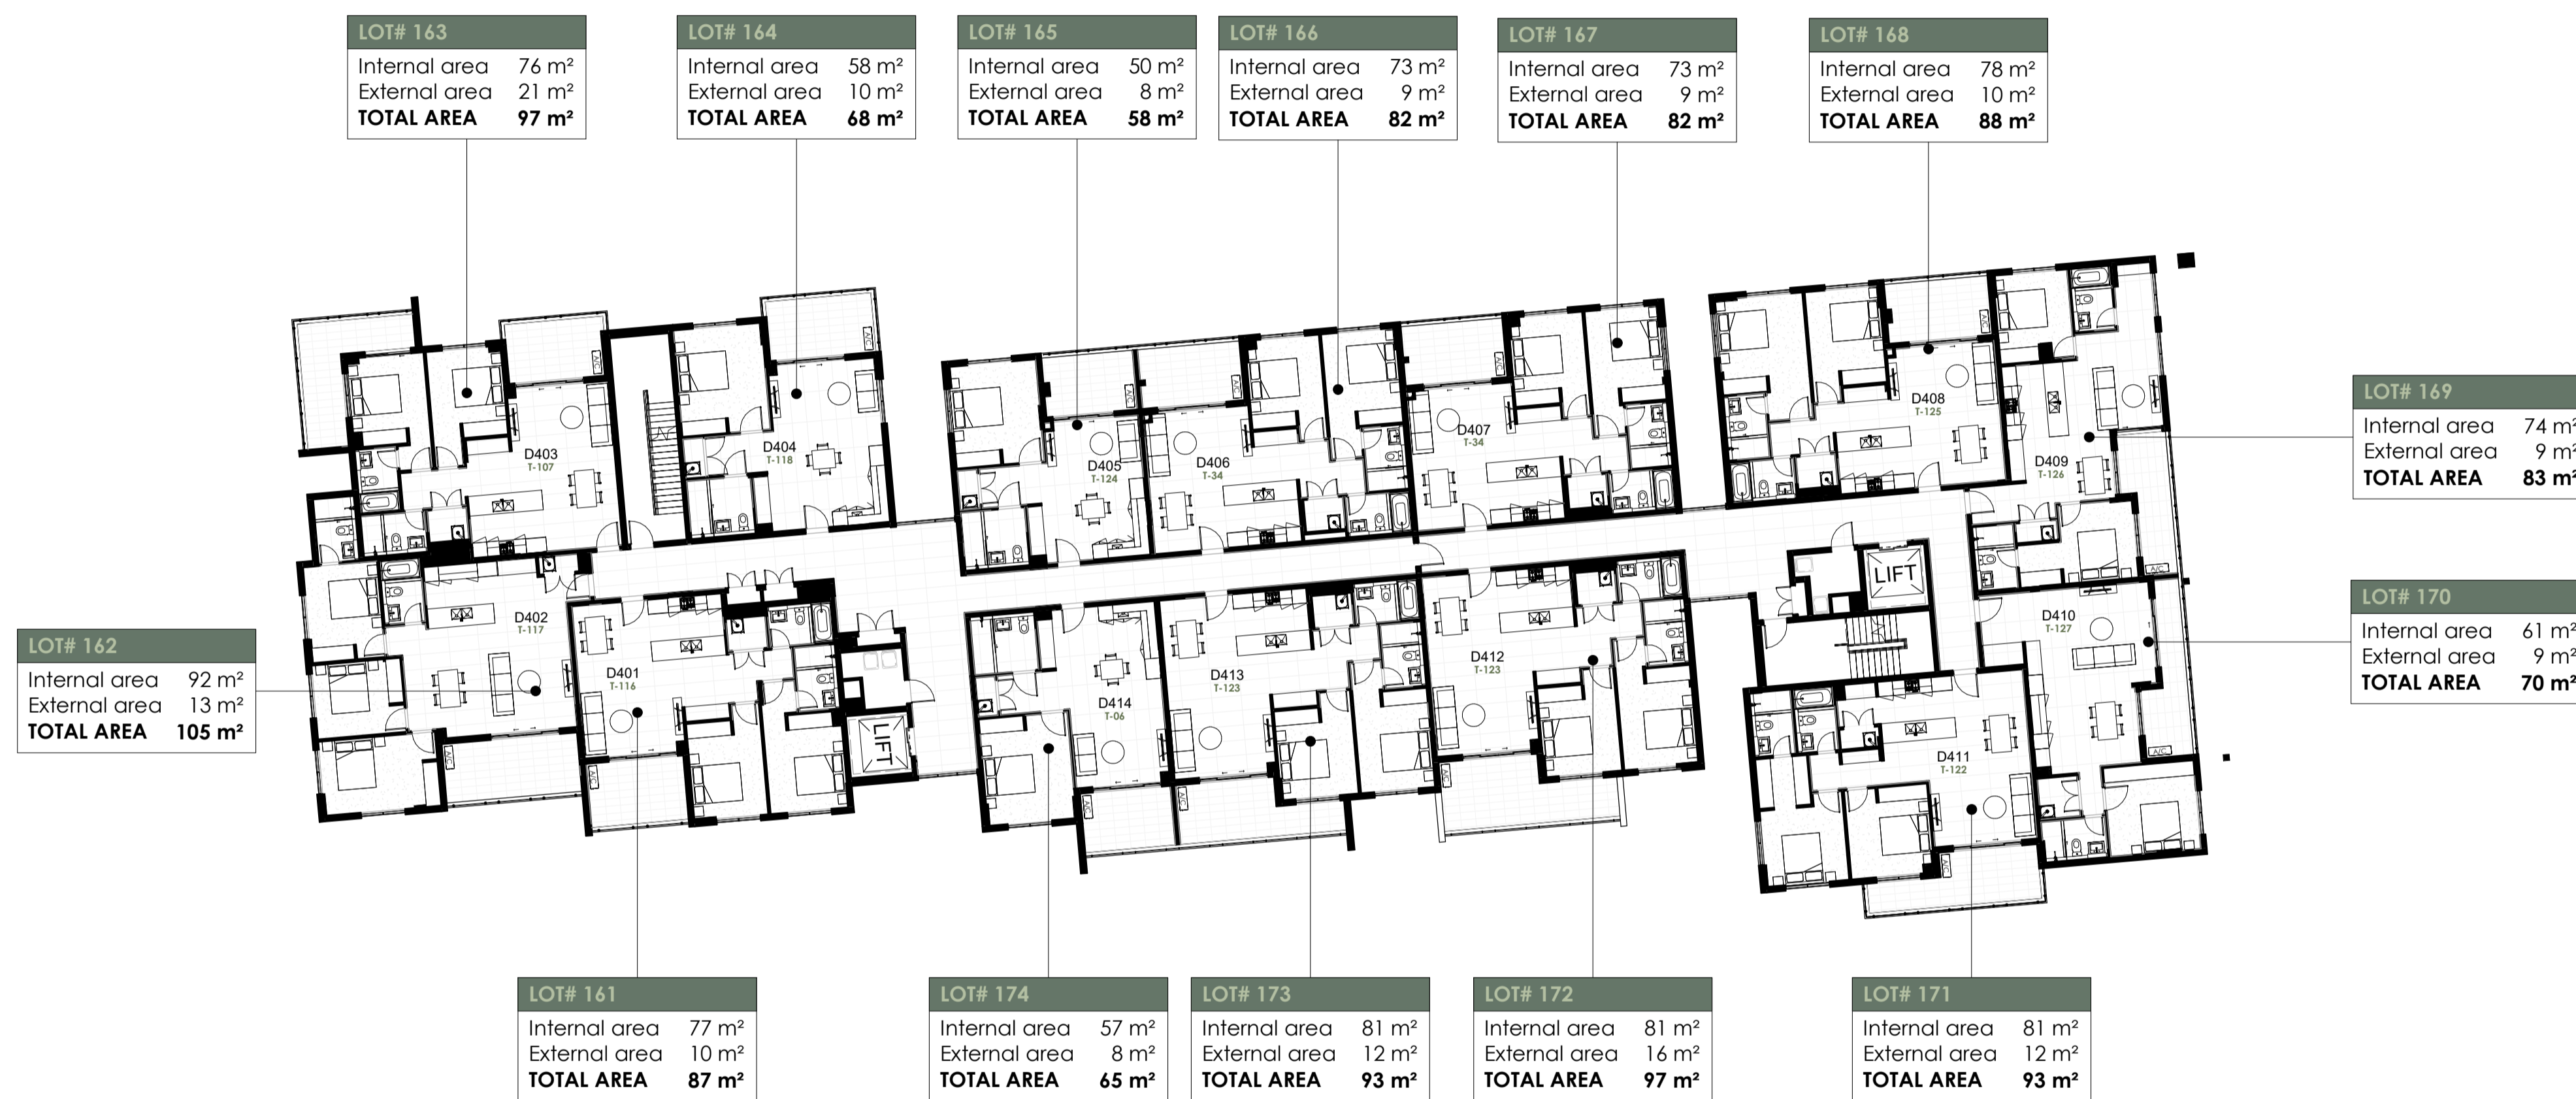 LOT# 163
Internal area 76 m²
External area 21 m²
TOTAL AREA 97 m²
LOT# 164
Internal area 58 m²
External area 10 m²
TOTAL AREA 68 m²
LOT# 165
Internal area 50 m²
External area 8 m²
TOTAL AREA 58 m²
LOT# 166
Internal area 73 m²
External area 9 m²
TOTAL AREA 82 m²
LOT# 167
Internal area 73 m²
External area 9 m²
TOTAL AREA 82 m²
LOT# 168
Internal area 78 m²
External area 10 m²
TOTAL AREA 88 m²
LOT# 169
Internal area 74 m²
External area 9 m²
TOTAL AREA 83 m²
LOT# 170
Internal area 61 m²
External area 9 m²
TOTAL AREA 70 m²
LOT# 162
Internal area 92 m²
External area 13 m²
TOTAL AREA 105 m²
D403
T-107
A/C
D404
T-118
A/C
D405
T-124
A/C
D406
T-34
A/C
D407
T-34
A/C
D408
T-125
A/C
D409
T-126
A/C
D402
T-117
A/C
D401
T-116
A/C
LIFT
D414
T-06
A/C
D413
T-123
A/C
D412
T-123
A/C
LIFT
D410
T-127
A/C
D411
T-122
A/C
LOT# 161
Internal area 77 m²
External area 10 m²
TOTAL AREA 87 m²
LOT# 174
Internal area 57 m²
External area 8 m²
TOTAL AREA 65 m²
LOT# 173
Internal area 81 m²
External area 12 m²
TOTAL AREA 93 m²
LOT# 172
Internal area 81 m²
External area 16 m²
TOTAL AREA 97 m²
LOT# 171
Internal area 81 m²
External area 12 m²
TOTAL AREA 93 m²